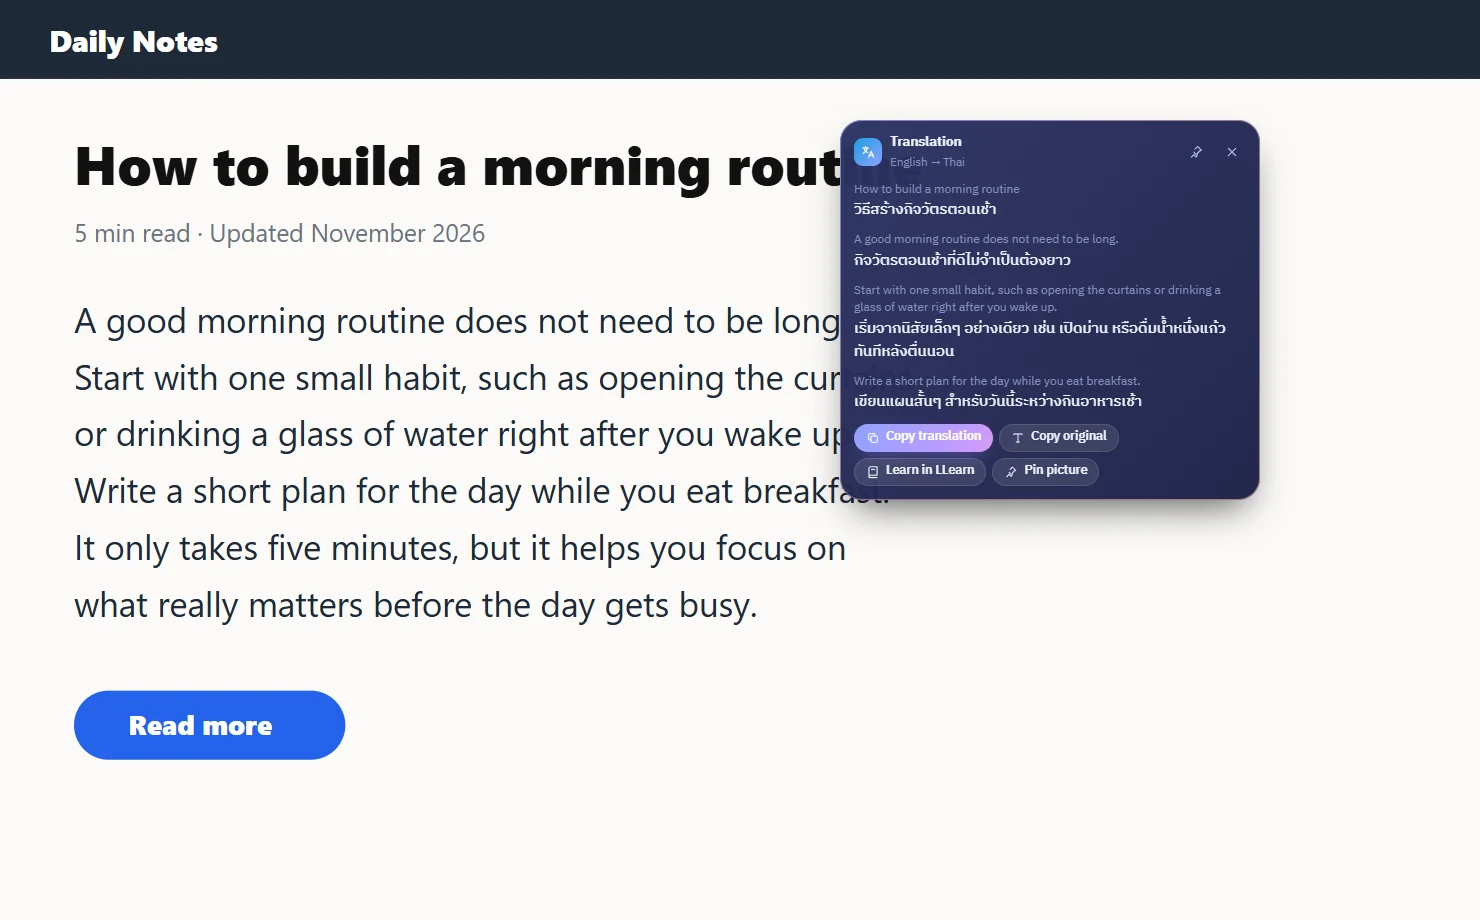 Daily Notes
How to build a morning routine
5 min read · Updated November 2026
A good morning routine does not need to be long.
Start with one small habit, such as opening the curtains
or drinking a glass of water right after you wake up
Write a short plan for the day while you eat breakfast.
It only takes five minutes, but it helps you focus on
what really matters before the day gets busy.
Read more
Translation
English → Thai
How to build a morning routine
วิธีสร้างกิจวัตรตอนเช้า
A good morning routine does not need to be long.
กิจวัตรตอนเช้าที่ดีไม่จำเป็นต้องยาว
Start with one small habit, such as opening the curtains or drinking a
glass of water right after you wake up.
เริ่มจากนิสัยเล็กๆ อย่างเดียว เช่น เปิดม่าน หรือดื่มน้ำหนึ่งแก้ว
ทันทีหลังตื่นนอน
Write a short plan for the day while you eat breakfast.
เขียนแผนสั้นๆ สำหรับวันนี้ระหว่างกินอาหารเช้า
Copy translation
Copy original
Learn in LLearn
Pin picture